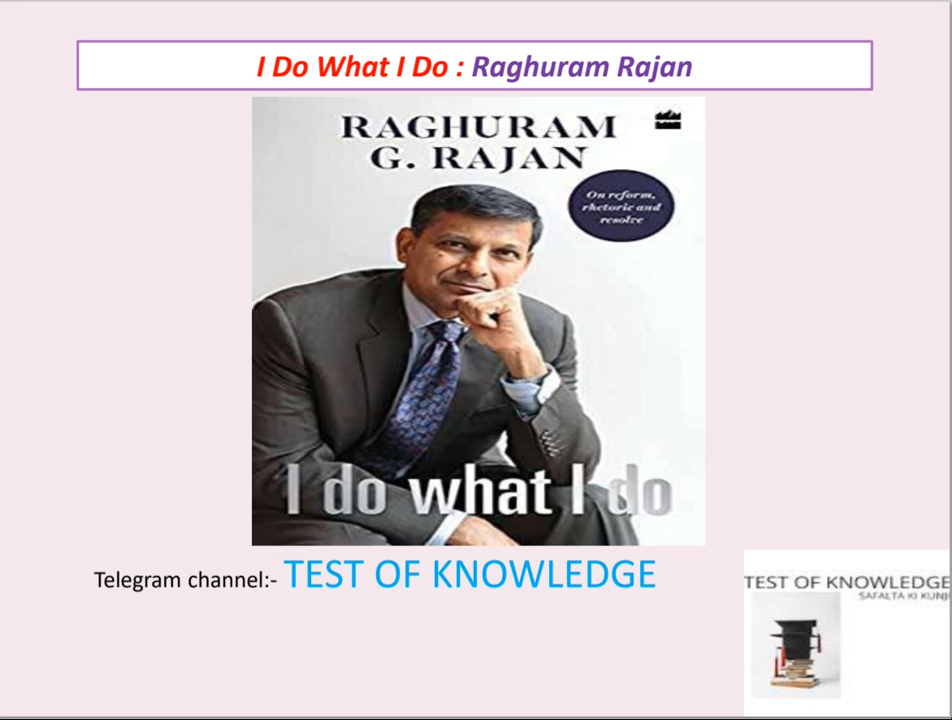 I Do What I Do : Raghuram Rajan
RAGHURAM
G. RAJAN
On reform,
rhetoric and
resolve
I do what I do
Telegram channel:- TEST OF KNOWLEDGE
TEST OF KNOWLEDGE
SAFALTA KI KUNJI